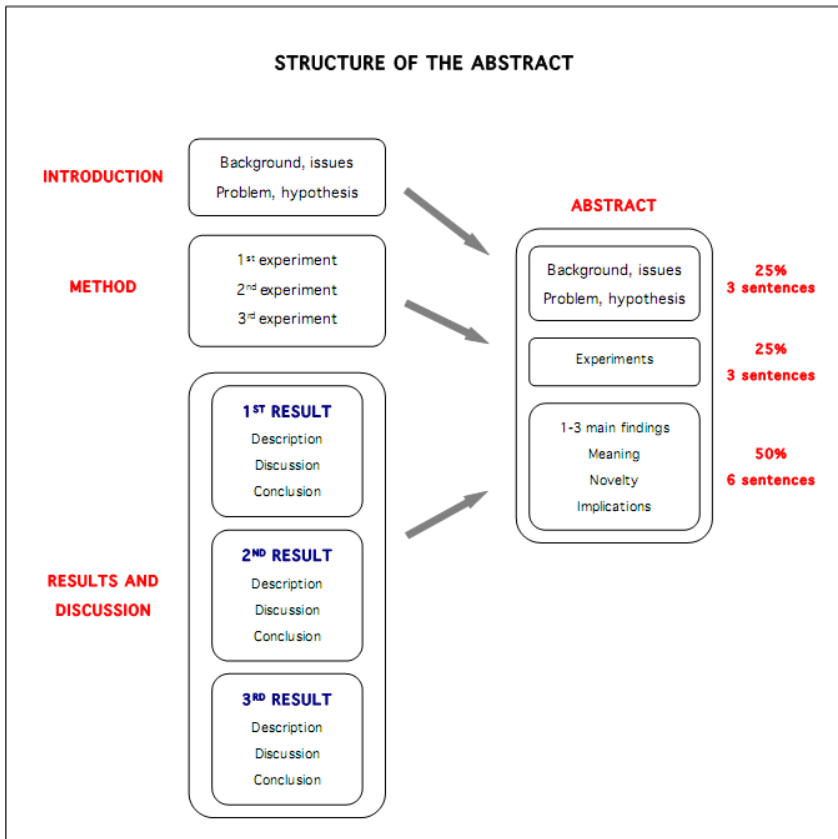 STRUCTURE OF THE ABSTRACT
INTRODUCTION
Background, issues
Problem, hypothesis
METHOD
1st experiment
2nd experiment
3rd experiment
RESULTS AND
DISCUSSION
1ST RESULT
Description
Discussion
Conclusion
2ND RESULT
Description
Discussion
Conclusion
3RD RESULT
Description
Discussion
Conclusion
ABSTRACT
Background, issues
Problem, hypothesis
25%
3 sentences
Experiments
25%
3 sentences
1-3 main findings
Meaning
Novelty
Implications
50%
6 sentences